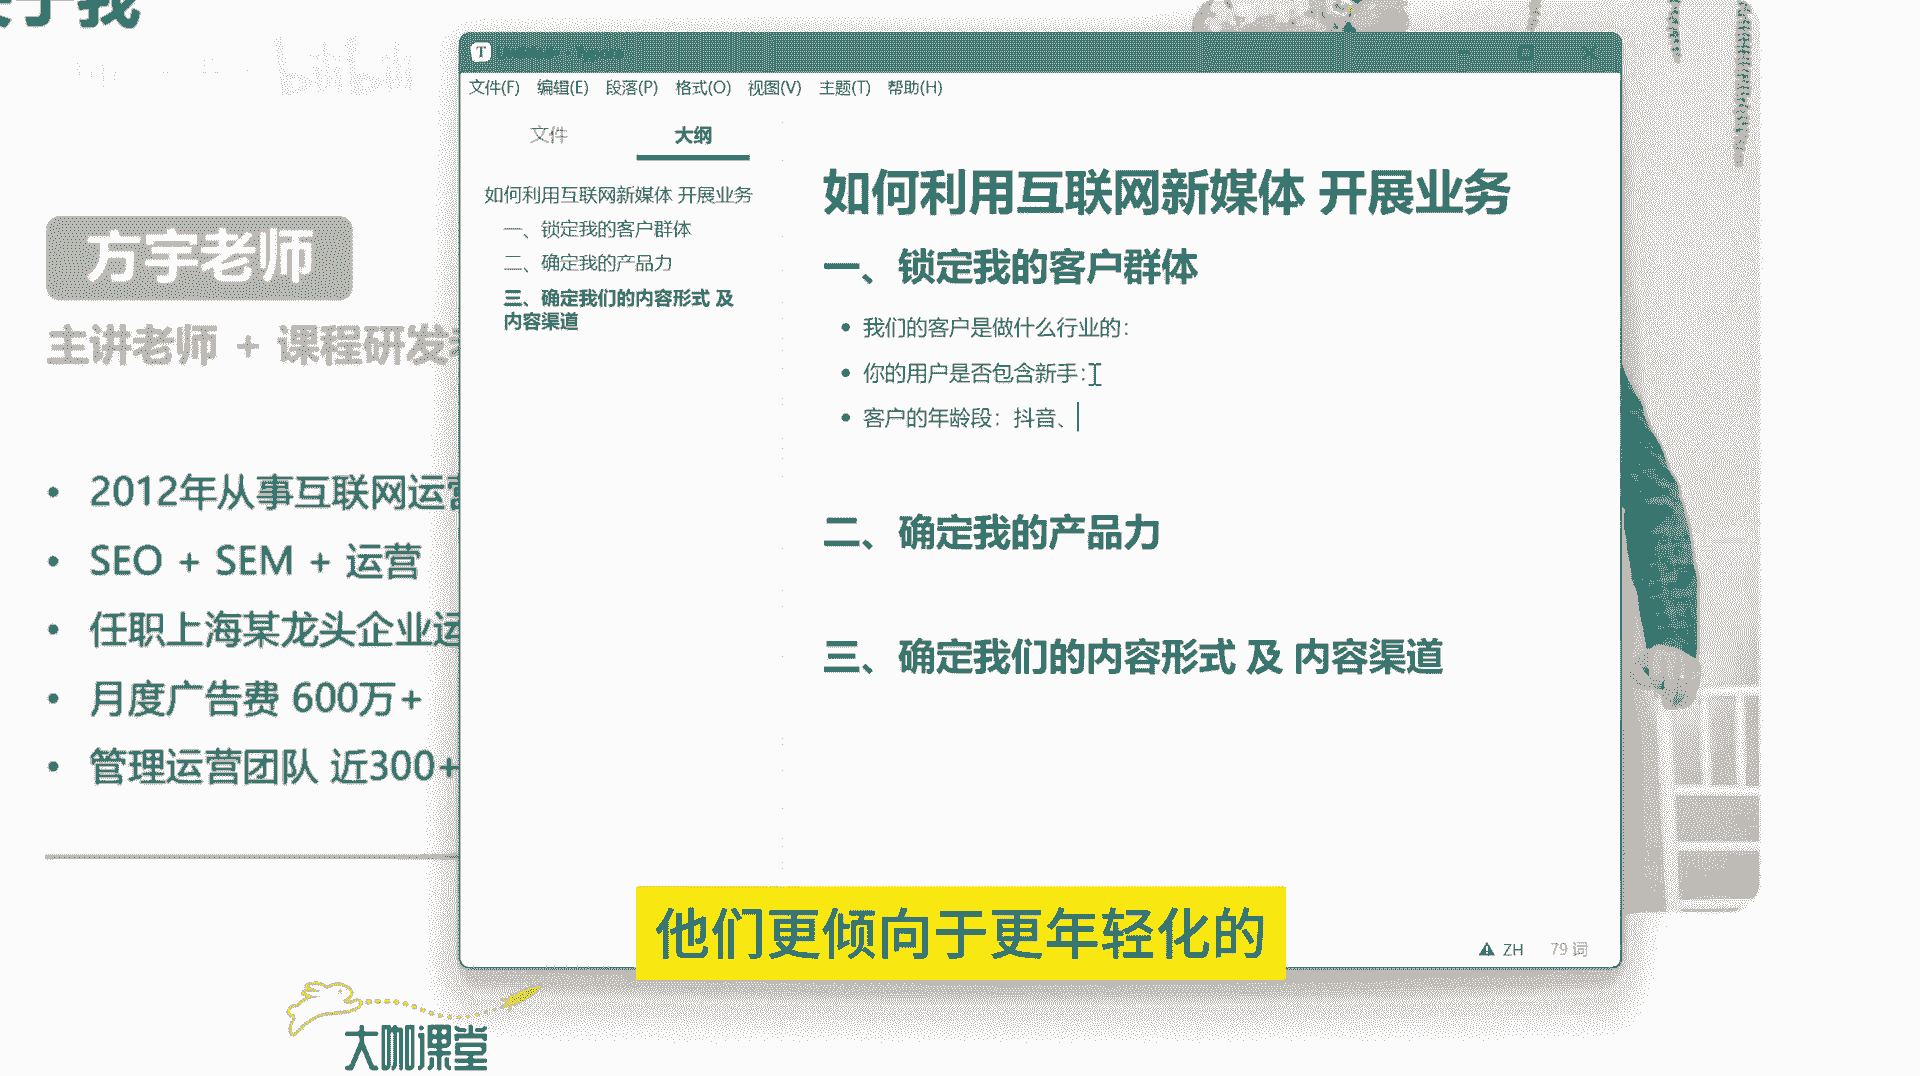 于我
bilibili
方宇老师
主讲老师 + 课程研发
2012年从事互联网运营
SEO + SEM + 运营
任职上海某龙头企业运
月度广告费 600万+
管理运营团队 近300+
大咖课堂
T
文件(F) 编辑(E) 段落(P) 格式(O) 视图(V) 主题(T) 帮助(H)
文件 大纲
如何利用互联网新媒体 开展业务
一、锁定我的客户群体
二、确定我的产品力
三、确定我们的内容形式 及
内容渠道
如何利用互联网新媒体 开展业务
一、锁定我的客户群体
我们的客户是做什么行业的：
你的用户是否包含新手：
客户的年龄段：抖音、
二、确定我的产品力
三、确定我们的内容形式 及 内容渠道
ZH 79 词
他们更倾向于更年轻化的